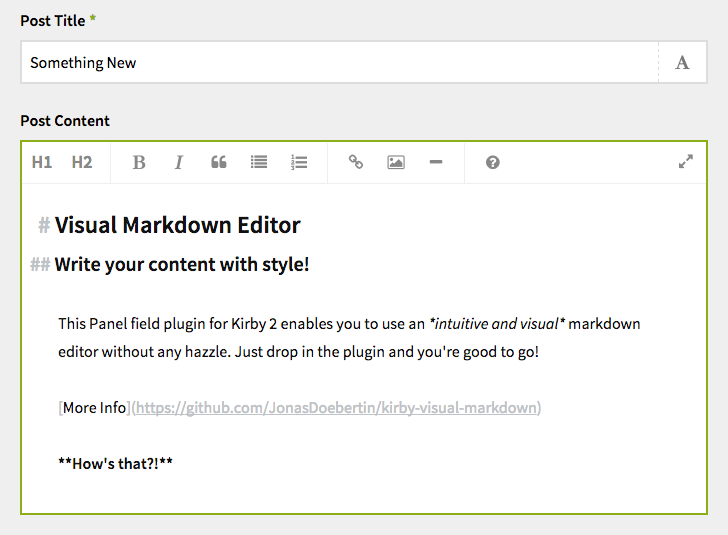 Post Title *
Something New A
Post Content
H1 H2 B I
# Visual Markdown Editor
## Write your content with style!
This Panel field plugin for Kirby 2 enables you to use an *intuitive and visual* markdown
editor without any hazzle. Just drop in the plugin and you're good to go!
[More Info](https://github.com/JonasDoebertin/kirby-visual-markdown)
**How's that?!**